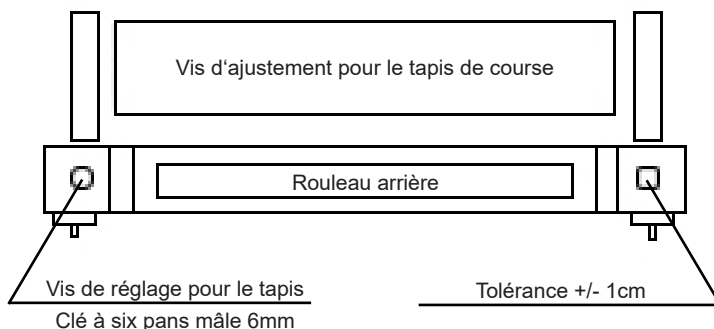 Vis d‘ajustement pour le tapis de course
Rouleau arrière
Vis de réglage pour le tapis
Clé à six pans mâle 6mm
Tolérance +/- 1cm